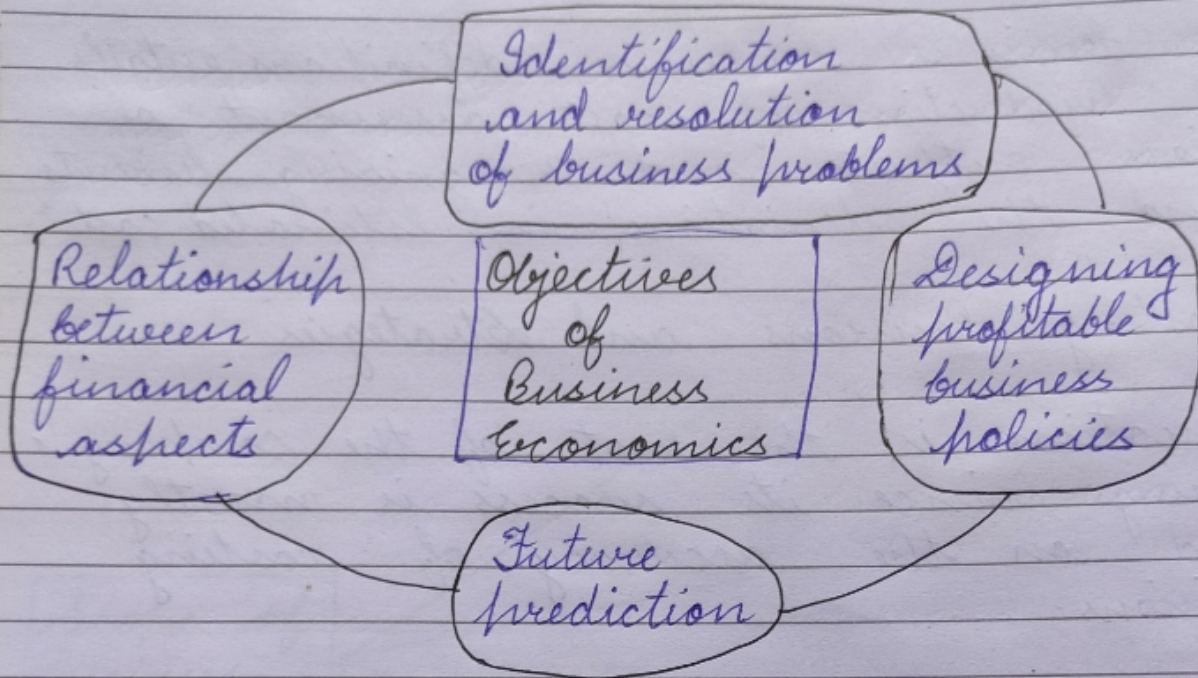 Identification
and resolution
of business problems
Relationship
between
financial
aspects
Objectives
of
Business
Economics
Designing
profitable
business
policies
Future
prediction